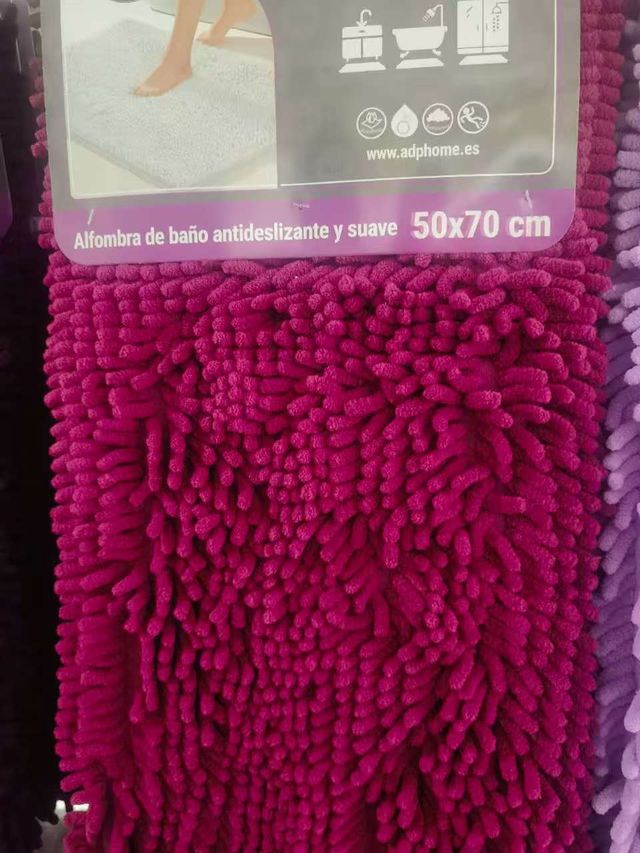 www.adphome.es
Alfombra de baño antideslizante y suave 50x70 cm